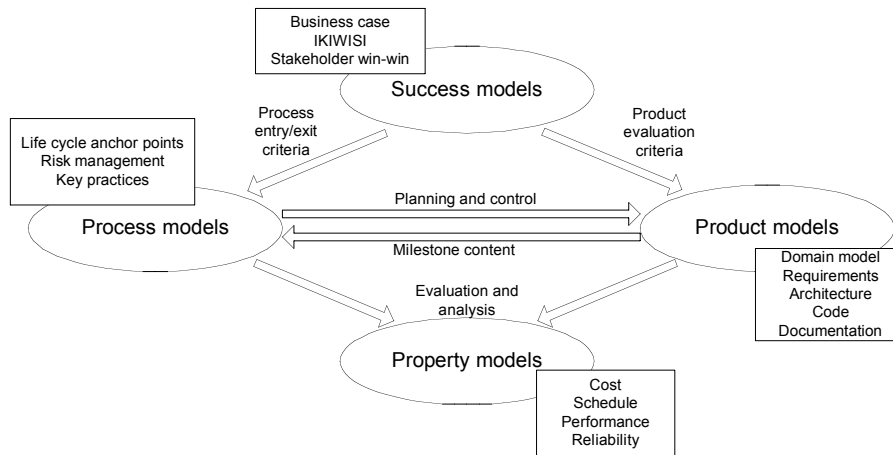 Business case
IKIWISI
Stakeholder win-win
Success models
Process
entry/exit
criteria
Product
evaluation
criteria
Life cycle anchor points
Risk management
Key practices
Process models
Planning and control
Milestone content
Product models
Domain model
Requirements
Architecture
Code
Documentation
Evaluation and
analysis
Property models
Cost
Schedule
Performance
Reliability